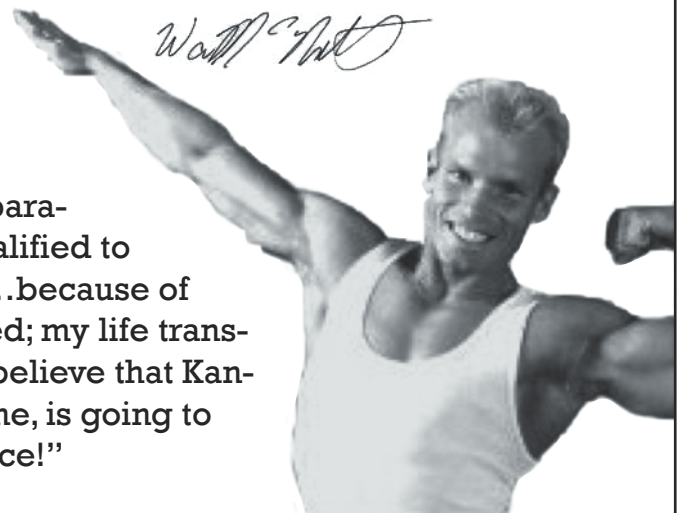 para-
alified to
..because of
ed; my life trans-
believe that Kan-
ne, is going to
ce!”